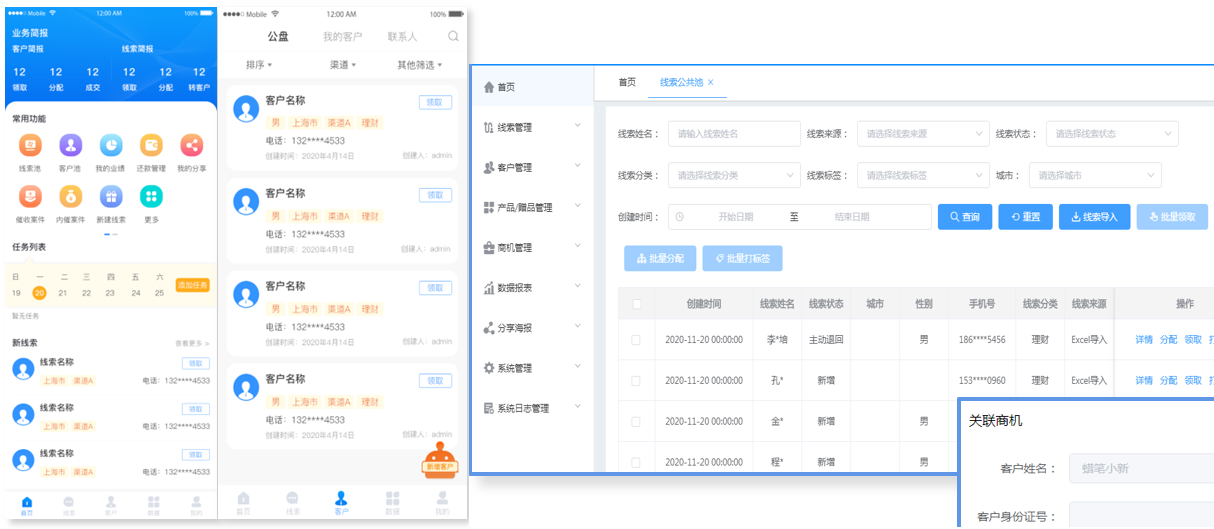 Mobile 12:00 AM 100%
业务简报
客户简报 线索简报
12 12 12 12 12 12
领取 分配 成交 领取 分配 转客户
常用功能
线索池 客户池 我的业绩 还款管理 我的分享
催收案件 内催案件 新建线索 更多
任务列表
日 一 二 三 四 五 六
19 20 21 22 23 24 25
添加任务
暂无任务
新线索 查看更多 >
线索名称 领取
上海市 渠道A 电话：132****4533
线索名称 领取
上海市 渠道A 电话：132****4533
线索名称 领取
上海市 渠道A 电话：132****4533
首页 线索 客户 数据 我的
Mobile 12:00 AM 100%
公盘 我的客户 联系人
排序 渠道 其他筛选
客户名称 领取
男 上海市 渠道A 理财
电话：132****4533
创建时间：2020年4月14日 创建人：admin
客户名称 领取
男 上海市 渠道A 理财
电话：132****4533
创建时间：2020年4月14日 创建人：admin
客户名称 领取
男 上海市 渠道A 理财
电话：132****4533
创建时间：2020年4月14日 创建人：admin
客户名称 领取
男 上海市 渠道A 理财
电话：132****4533
创建时间：2020年4月14日 创建人：admin
新增客户
首页 线索 客户 数据 我的
首页
线索管理
客户管理
产品/赠品管理
商机管理
数据报表
分享海报
系统管理
系统日志管理
首页 线索公共池 ×
线索姓名： 请输入线索姓名 线索来源： 请选择线索来源 线索状态： 请选择线索状态
线索分类： 请选择线索分类 线索标签： 请选择线索标签 城市： 请选择城市
创建时间： 开始日期 至 结束日期 查询 重置 线索导入 批量领取
批量分配 批量打标签
创建时间 线索姓名 线索状态 城市 性别 手机号 线索分类 线索来源 操作
2020-11-20 00:00:00 李*培 主动退回 男 186****5456 理财 Excel导入 详情 分配 领取
2020-11-20 00:00:00 孔* 新增 153****0960 理财 Excel导入 详情 分配 领取
2020-11-20 00:00:00 金* 新增 男
2020-11-20 00:00:00 程* 新增 男
关联商机
客户姓名： 蜡笔小新
客户身份证号：